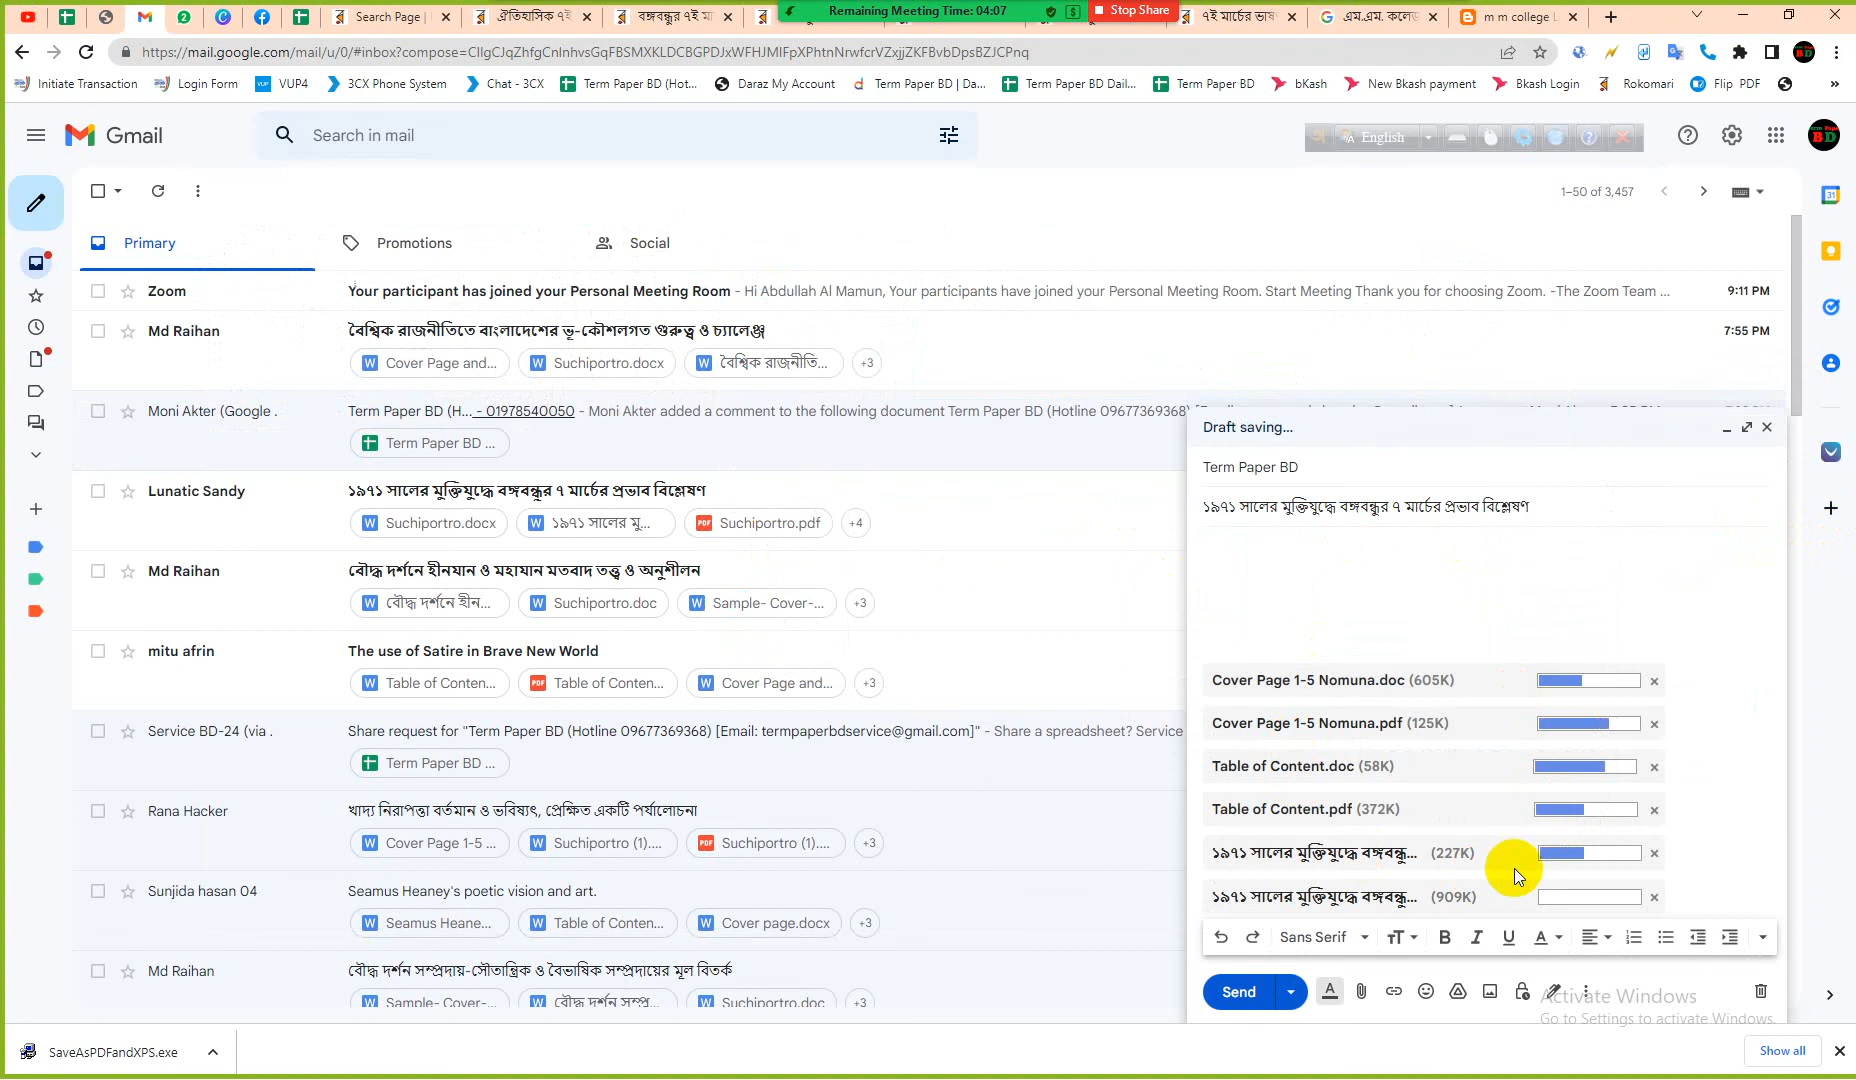 Search Page |
ঐতিহাসিক ৭ই
বঙ্গবন্ধুর ৭ই মা
Remaining Meeting Time: 04:07
Stop Share
৭ই মার্চের ভাষ
এম.এম. কলেজ
m m college l
https://mail.google.com/mail/u/0/#inbox?compose=CllgCJqZhfgCnlnhvsGqFBSMXKLDCBGPDJxWFHJMlFpXPhtnNrwfcrVZxjjZKFBvbDpsBZJCPnq
Initiate Transaction
Login Form
VUP4
3CX Phone System
Chat - 3CX
Term Paper BD (Hot...
Daraz My Account
Term Paper BD | Da...
Term Paper BD Dail...
Term Paper BD
bKash
New Bkash payment
Bkash Login
Rokomari
Flip PDF
Gmail
Search in mail
English
1–50 of 3,457
Primary
Promotions
Social
Zoom
Your participant has joined your Personal Meeting Room - Hi Abdullah Al Mamun, Your participants have joined your Personal Meeting Room. Start Meeting Thank you for choosing Zoom. -The Zoom Team ...
9:11 PM
Md Raihan
বৈশ্বিক রাজনীতিতে বাংলাদেশের ভূ-কৌশলগত গুরুত্ব ও চ্যালেঞ্জ
7:55 PM
Cover Page and...
Suchiportro.docx
বৈশ্বিক রাজনীতি...
+3
Moni Akter (Google .
Term Paper BD (H... - 01978540050 - Moni Akter added a comment to the following document Term Paper BD (Hotline 09677369368)
Term Paper BD ...
Lunatic Sandy
১৯৭১ সালের মুক্তিযুদ্ধে বঙ্গবন্ধুর ৭ মার্চের প্রভাব বিশ্লেষণ
Suchiportro.docx
১৯৭১ সালের মু...
Suchiportro.pdf
+4
Md Raihan
বৌদ্ধ দর্শনে হীনযান ও মহাযান মতবাদ তত্ত্ব ও অনুশীলন
বৌদ্ধ দর্শনে হীন...
Suchiportro.doc
Sample- Cover-...
+3
mitu afrin
The use of Satire in Brave New World
Table of Conten...
Table of Conten...
Cover Page and...
+3
Service BD-24 (via .
Share request for "Term Paper BD (Hotline 09677369368) [Email: termpaperbdservice@gmail.com]" - Share a spreadsheet? Service
Term Paper BD ...
Rana Hacker
খাদ্য নিরাপত্তা বর্তমান ও ভবিষ্যৎ, প্রেক্ষিত একটি পর্যালোচনা
Cover Page 1-5 ...
Suchiportro (1)....
Suchiportro (1)....
+3
Sunjida hasan 04
Seamus Heaney's poetic vision and art.
Seamus Heane...
Table of Conten...
Cover page.docx
+3
Md Raihan
বৌদ্ধ দর্শন সম্প্রদায়-সৌতান্ত্রিক ও বৈভাষিক সম্প্রদায়ের মূল বিতর্ক
Sample- Cover-...
বৌদ্ধ দর্শন সম্প্র...
Suchiportro.doc
+3
Draft saving...
Term Paper BD
১৯৭১ সালের মুক্তিযুদ্ধে বঙ্গবন্ধুর ৭ মার্চের প্রভাব বিশ্লেষণ
Cover Page 1-5 Nomuna.doc (605K)
Cover Page 1-5 Nomuna.pdf (125K)
Table of Content.doc (58K)
Table of Content.pdf (372K)
১৯৭১ সালের মুক্তিযুদ্ধে বঙ্গবন্ধু... (227K)
১৯৭১ সালের মুক্তিযুদ্ধে বঙ্গবন্ধু... (909K)
Sans Serif
Send
Activate Windows
Go to Settings to activate Windows.
SaveAsPDFandXPS.exe
Show all